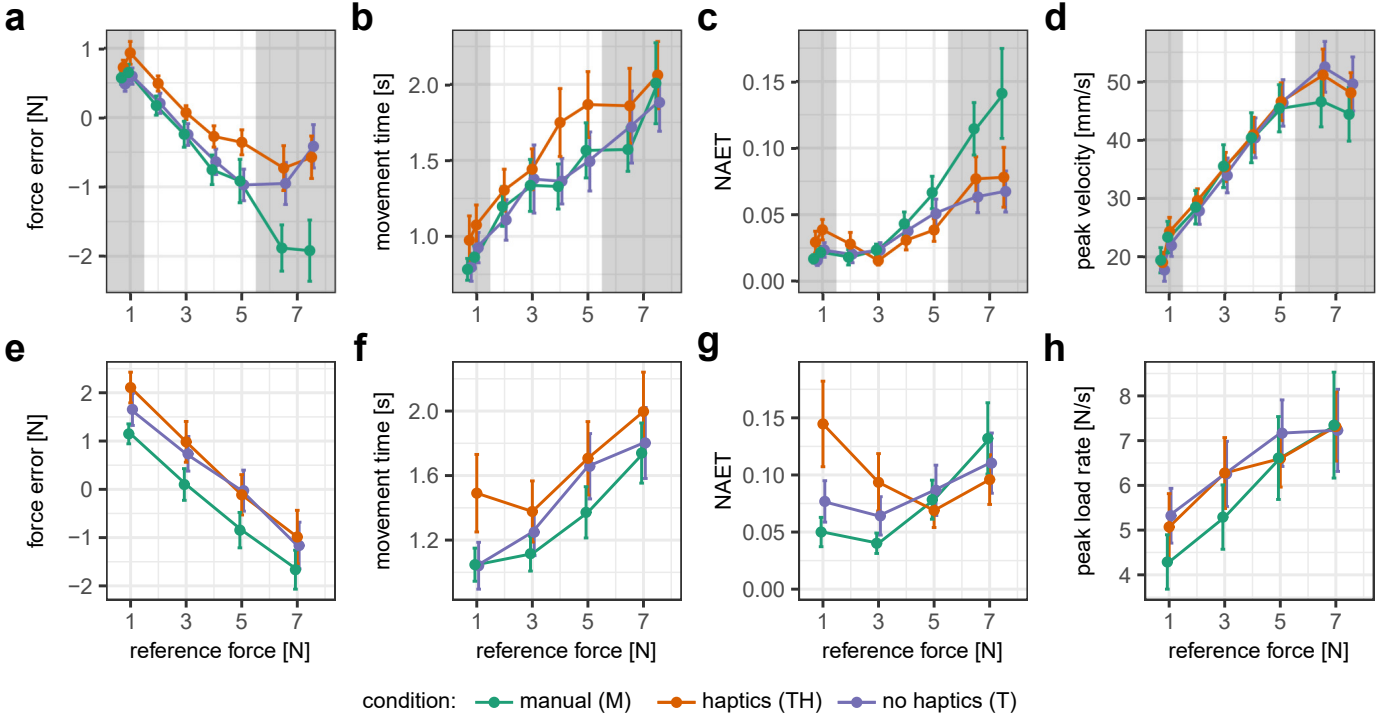 a
b
c
d
force error [N]
1
0
−1
−2
1 3 5 7
movement time [s]
2.0
1.5
1.0
1 3 5 7
NAET
0.15
0.10
0.05
0.00
1 3 5 7
peak velocity [mm/s]
50
40
30
20
1 3 5 7
e
f
g
h
force error [N]
2
1
0
−1
−2
1 3 5 7
reference force [N]
movement time [s]
2.0
1.6
1.2
1 3 5 7
reference force [N]
NAET
0.15
0.10
0.05
0.00
1 3 5 7
reference force [N]
peak load rate [N/s]
8
7
6
5
4
1 3 5 7
reference force [N]
condition: manual (M) haptics (TH) no haptics (T)